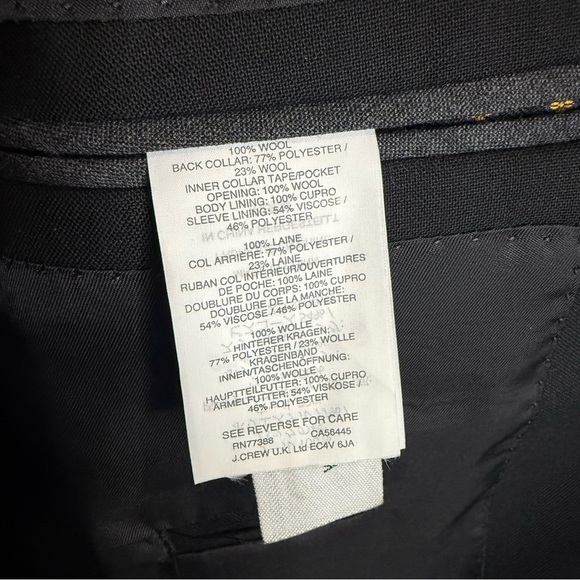 100% WOOL
BACK COLLAR: 77% POLYESTER /
23% WOOL
INNER COLLAR TAPE/POCKET
OPENING: 100% WOOL
BODY LINING: 100% CUPRO
SLEEVE LINING: 54% VISCOSE /
46% POLYESTER
100% LAINE
COL ARRIÈRE: 77% POLYESTER /
23% LAINE
RUBAN COL INTÉRIEUR/OUVERTURES
DE POCHE: 100% LAINE
DOUBLURE DU CORPS: 100% CUPRO
DOUBLURE DE LA MANCHE:
54% VISCOSE / 46% POLYESTER
100% WOLLE
HINTERER KRAGEN:
77% POLYESTER / 23% WOLLE
KRAGENBAND
INNEN/TASCHENÖFFNUNG:
100% WOLLE
HAUPTTEILFUTTER: 100% CUPRO
ÄRMELFUTTER: 54% VISKOSE /
46% POLYESTER
SEE REVERSE FOR CARE
RN77388 CA56445
J.CREW U.K. Ltd EC4V 6JA